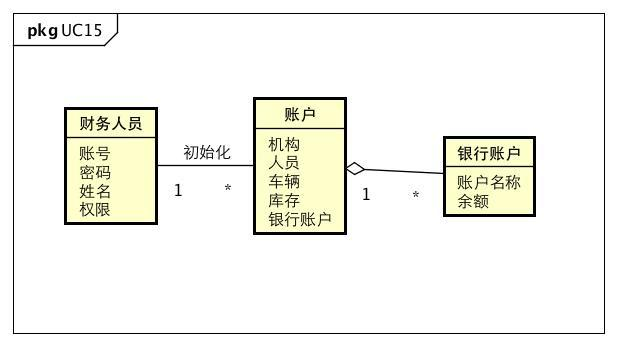 pkg UC15
财务人员
账号
密码
姓名
权限
初始化
1
*
账户
机构
人员
车辆
库存
银行账户
1
*
银行账户
账户名称
余额